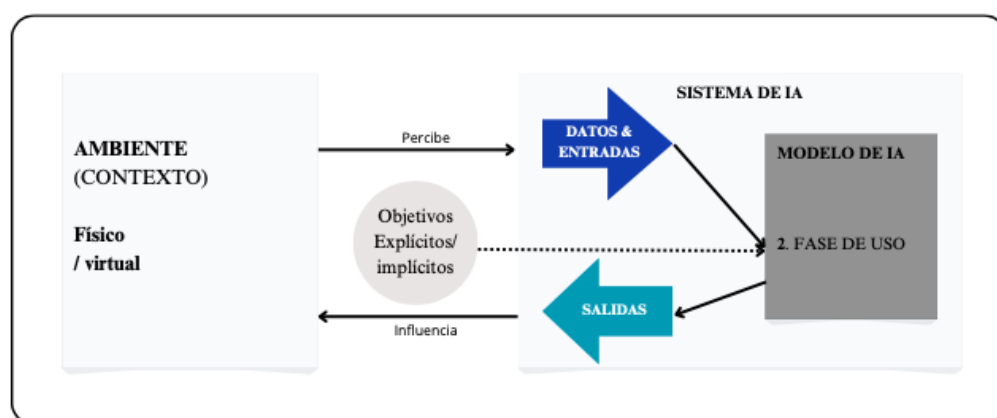 AMBIENTE
(CONTEXTO)
Físico
/ virtual
Percibe
Objetivos
Explícitos/
implícitos
Influencia
SISTEMA DE IA
DATOS &
ENTRADAS
MODELO DE IA
2. FASE DE USO
SALIDAS